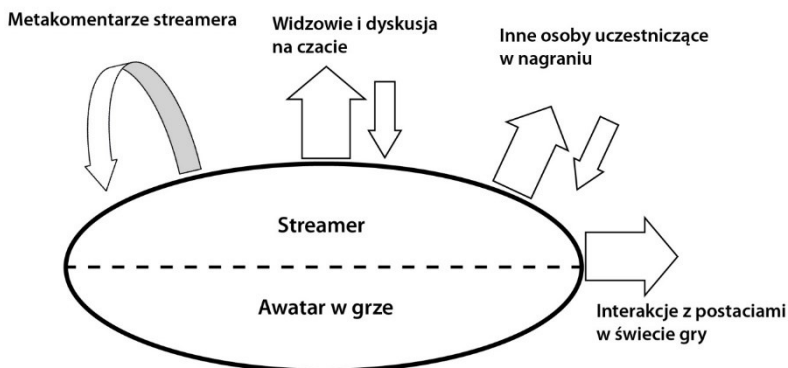 Metakomentarze streamera
Widzowie i dyskusja
na czacie
Inne osoby uczestniczące
w nagraniu
Streamer
Awatar w grze
Interakcje z postaciami
w świecie gry